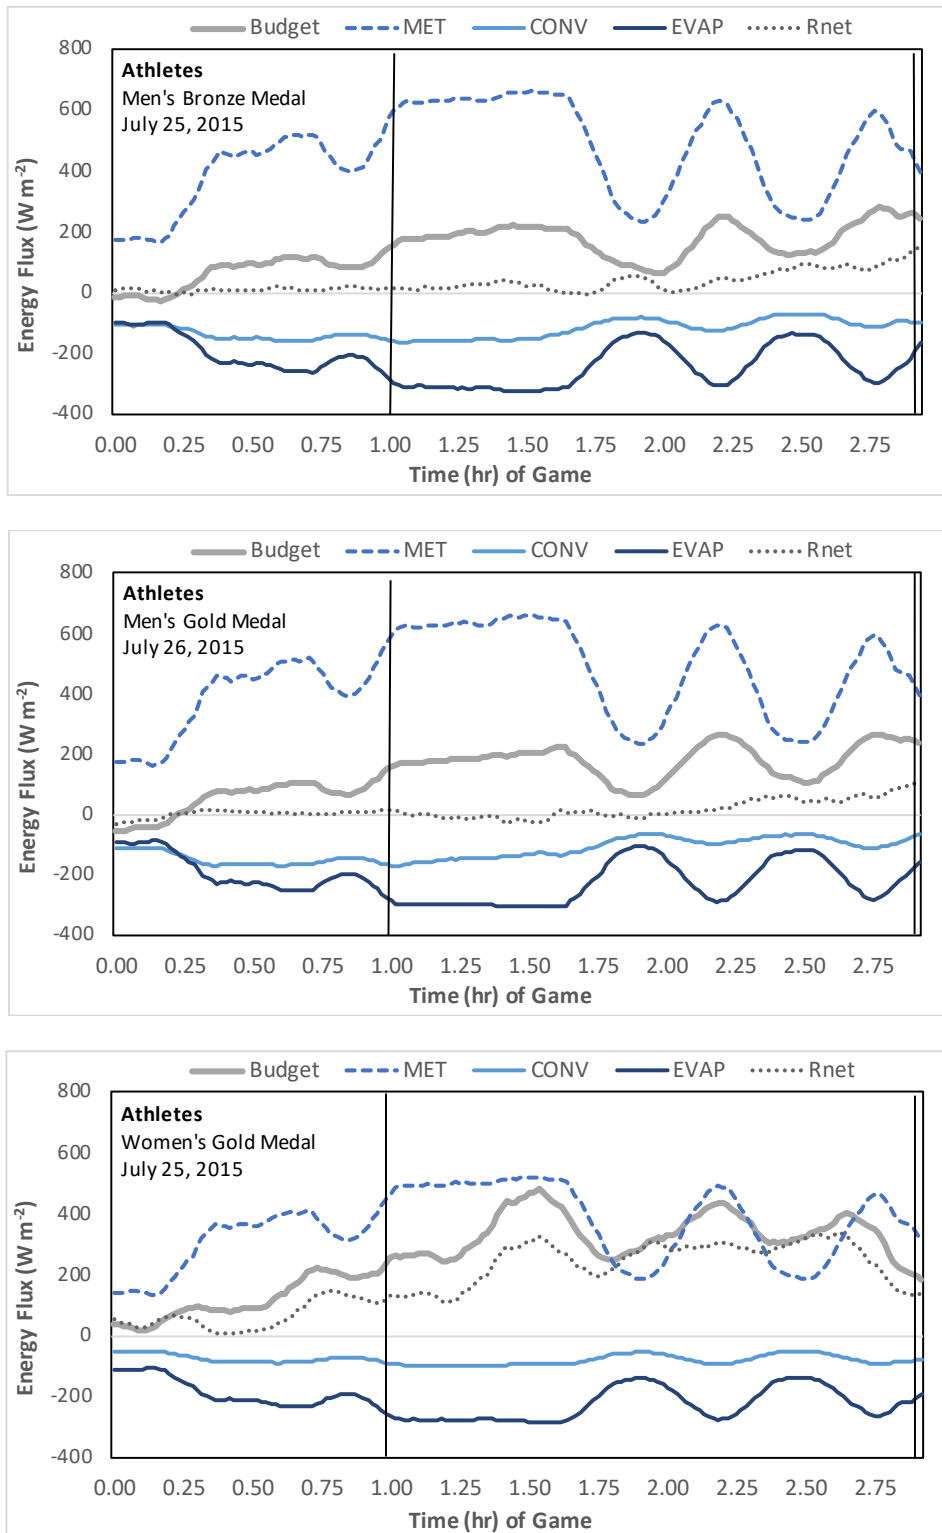 Budget MET CONV EVAP Rnet
800
600
400
200
0
-200
-400
Energy Flux (W m-2)
Athletes
Men's Bronze Medal
July 25, 2015
0.00 0.25 0.50 0.75 1.00 1.25 1.50 1.75 2.00 2.25 2.50 2.75
Time (hr) of Game
Budget MET CONV EVAP Rnet
800
600
400
200
0
-200
-400
Energy Flux (W m-2)
Athletes
Men's Gold Medal
July 26, 2015
0.00 0.25 0.50 0.75 1.00 1.25 1.50 1.75 2.00 2.25 2.50 2.75
Time (hr) of Game
Budget MET CONV EVAP Rnet
800
600
400
200
0
-200
-400
Energy Flux (W m-2)
Athletes
Women's Gold Medal
July 25, 2015
0.00 0.25 0.50 0.75 1.00 1.25 1.50 1.75 2.00 2.25 2.50 2.75
Time (hr) of Game